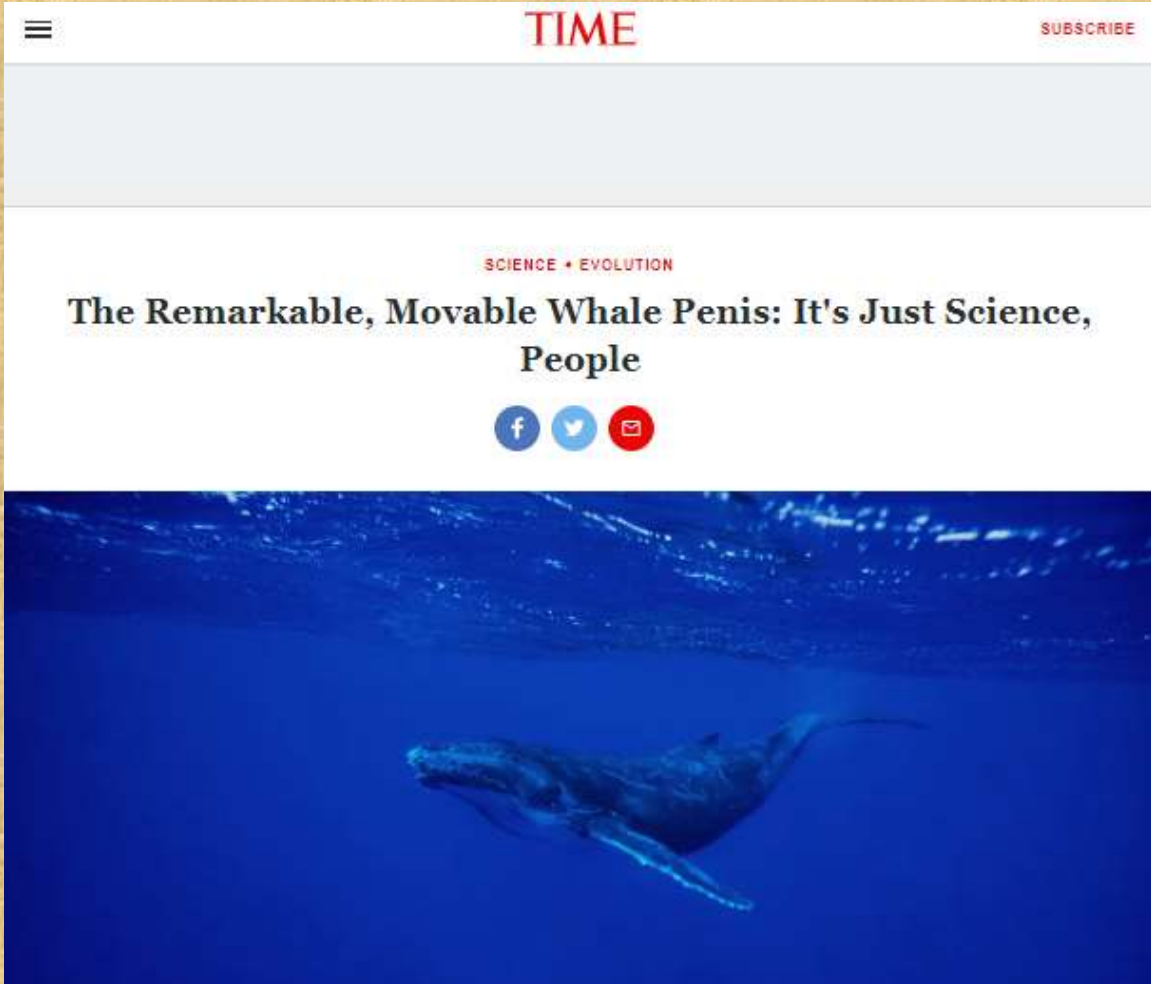 TIME
SUBSCRIBE
SCIENCE • EVOLUTION
The Remarkable, Movable Whale Penis: It's Just Science,
People